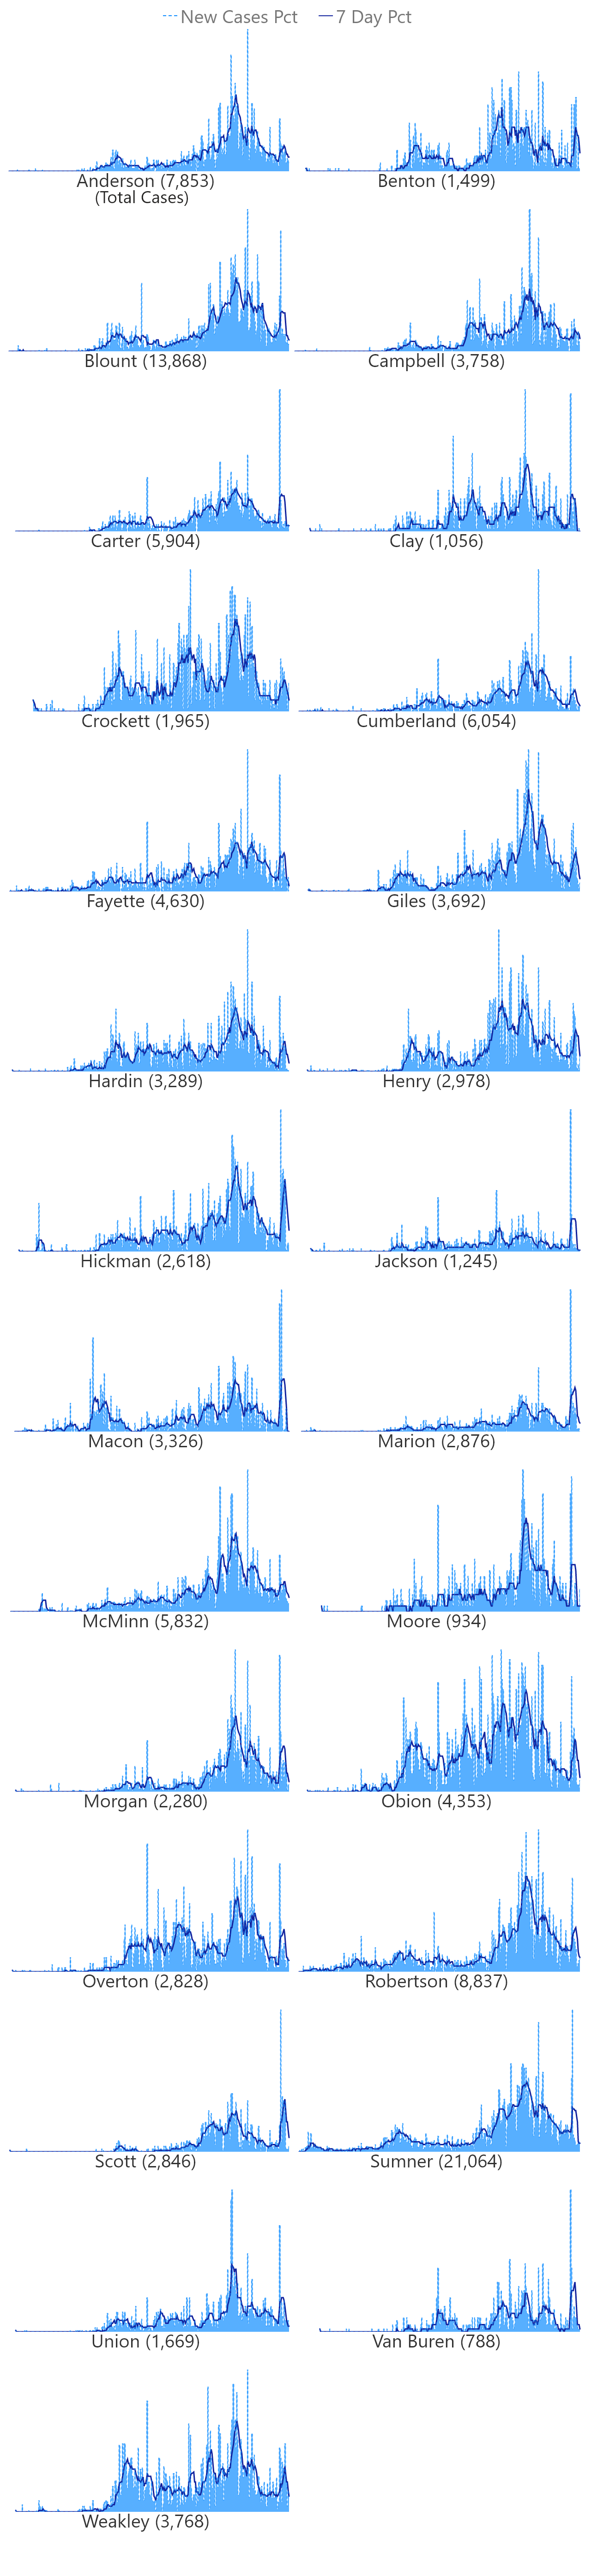 New Cases Pct 7 Day Pct
Anderson (7,853) Benton (1,499)
(Total Cases)
Blount (13,868) Campbell (3,758)
Carter (5,904) Clay (1,056)
Crockett (1,965) Cumberland (6,054)
Fayette (4,630) Giles (3,692)
Hardin (3,289) Henry (2,978)
Hickman (2,618) Jackson (1,245)
Macon (3,326) Marion (2,876)
McMinn (5,832) Moore (934)
Morgan (2,280) Obion (4,353)
Overton (2,828) Robertson (8,837)
Scott (2,846) Sumner (21,064)
Union (1,669) Van Buren (788)
Weakley (3,768)